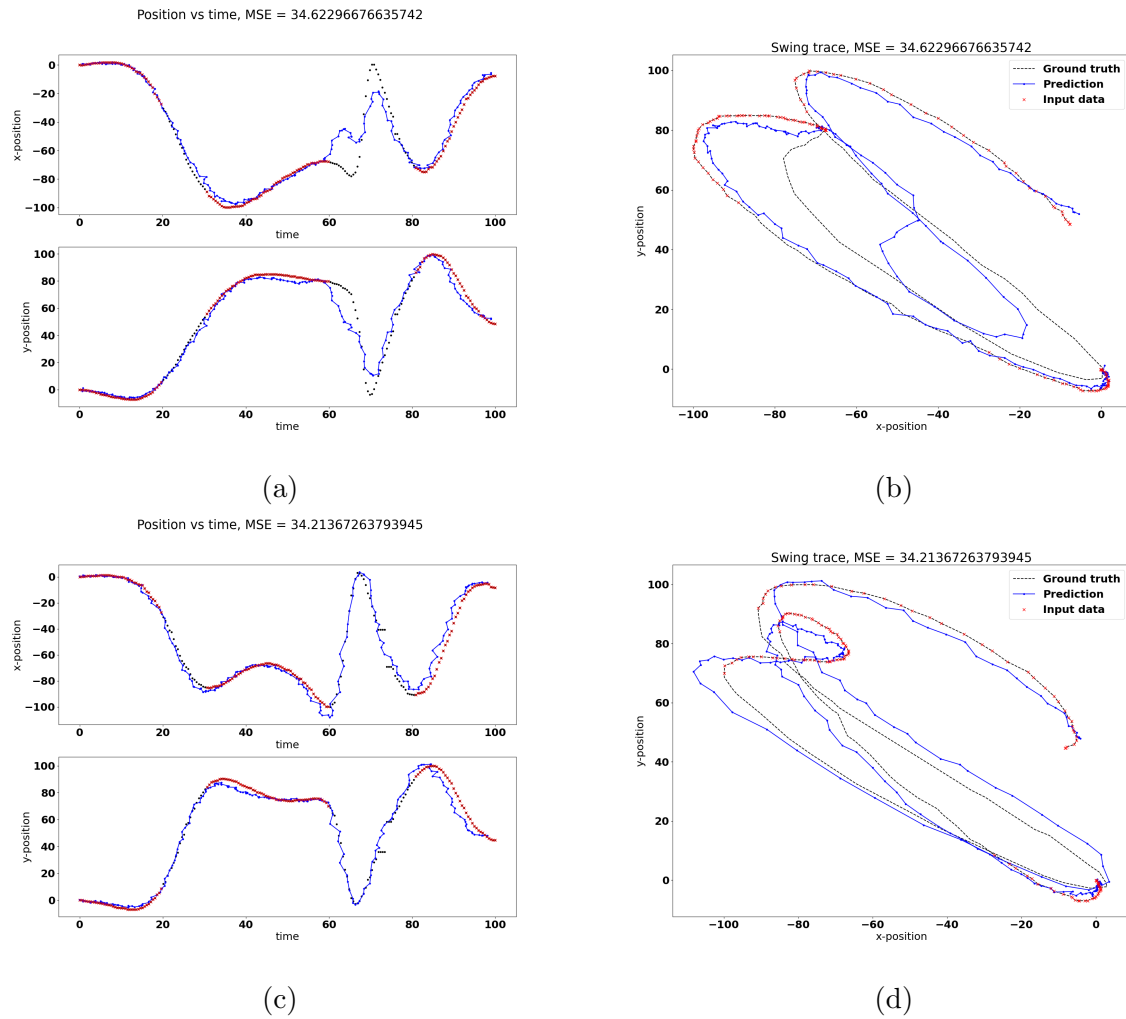 Position vs time, MSE = 34.62296676635742
0
−20
−40
−60
−80
−100
x-position
0 20 40 60 80 100
time
100
80
60
40
20
0
y-position
0 20 40 60 80 100
time
(a)
Swing trace, MSE = 34.62296676635742
Ground truth
Prediction
Input data
100
80
60
40
20
0
y-position
−100 −80 −60 −40 −20 0
x-position
(b)
Position vs time, MSE = 34.21367263793945
0
−20
−40
−60
−80
−100
x-position
0 20 40 60 80 100
time
100
80
60
40
20
0
y-position
0 20 40 60 80 100
time
(c)
Swing trace, MSE = 34.21367263793945
Ground truth
Prediction
Input data
100
80
60
40
20
0
y-position
−100 −80 −60 −40 −20 0
x-position
(d)